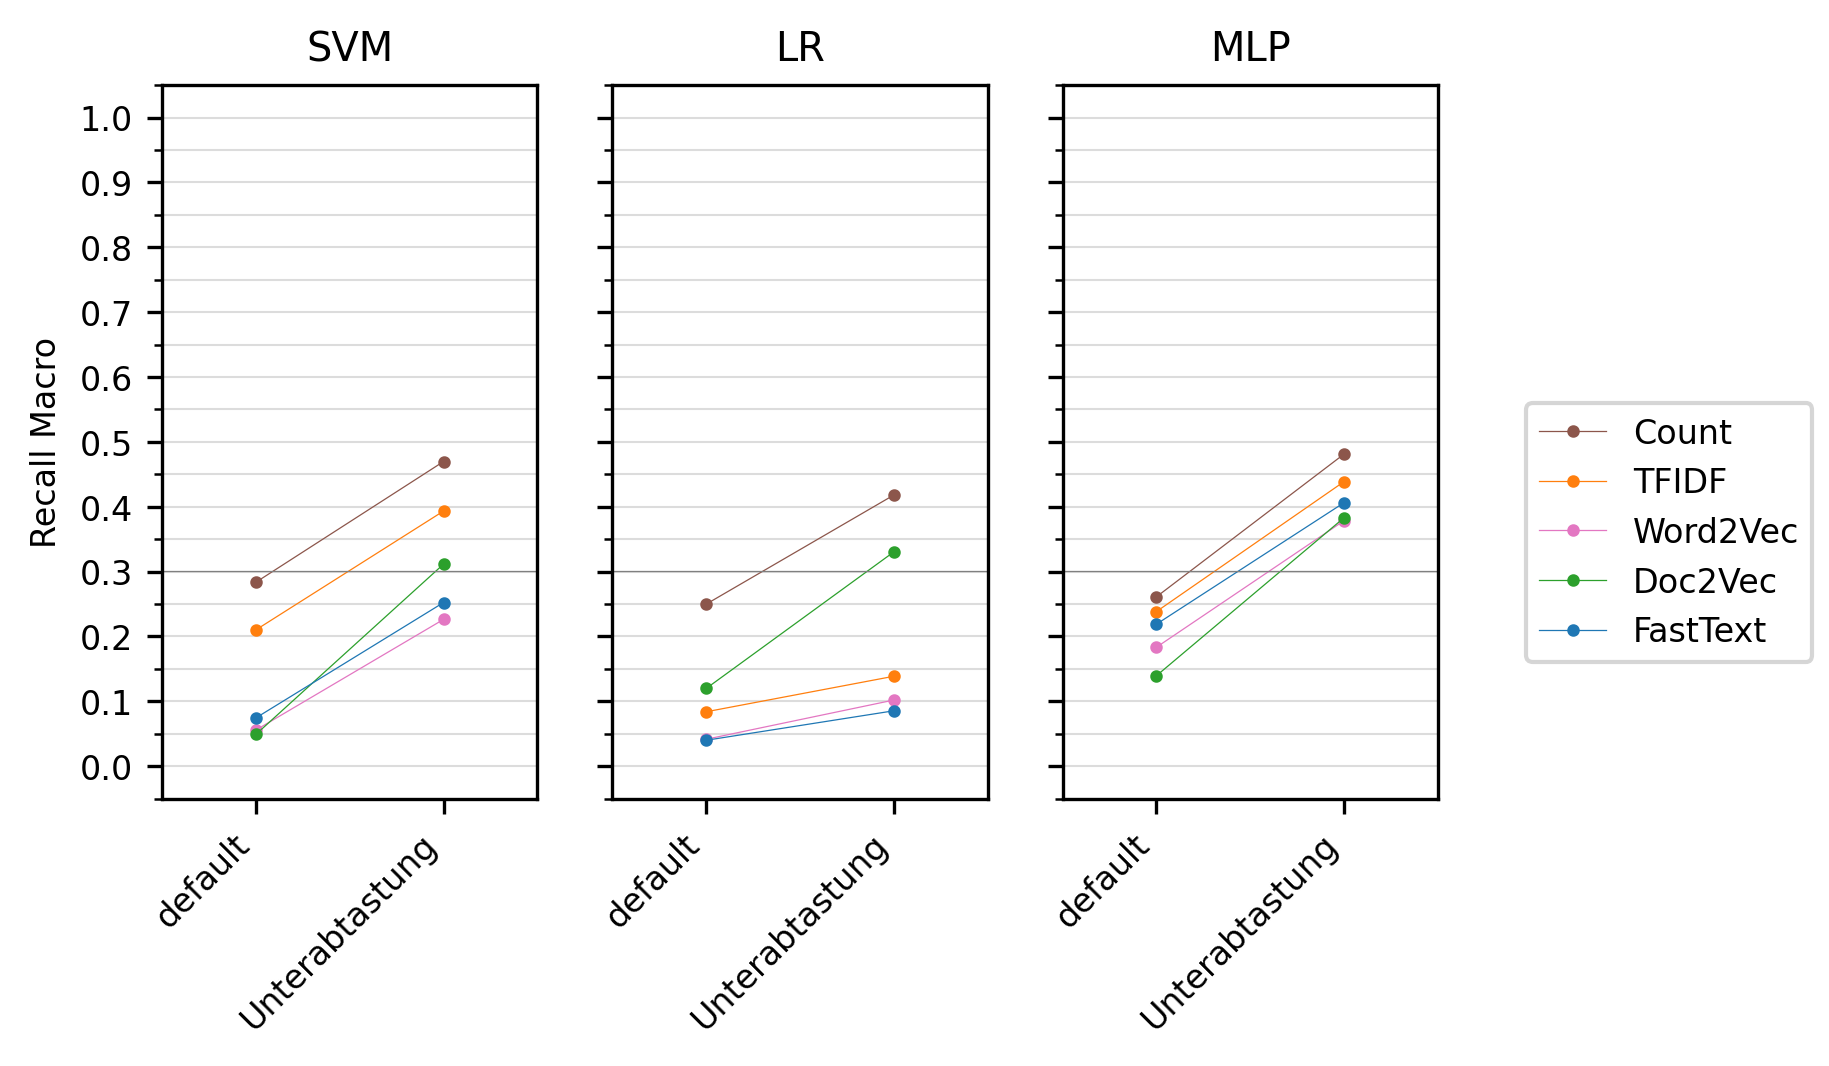 SVM
LR
MLP
Recall Macro
1.0
0.9
0.8
0.7
0.6
0.5
0.4
0.3
0.2
0.1
0.0
default
Unterabtastung
default
Unterabtastung
default
Unterabtastung
Count
TFIDF
Word2Vec
Doc2Vec
FastText